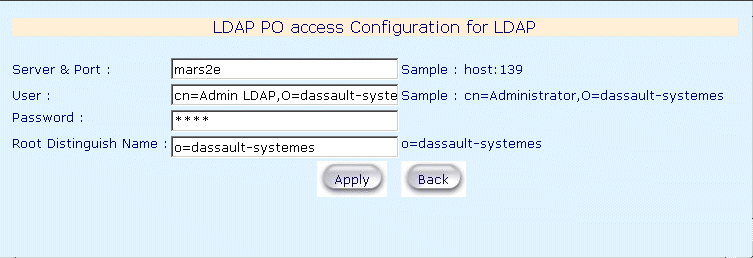 LDAP PO access Configuration for LDAP
Server & Port : mars2e Sample : host:139
User : cn=Admin LDAP,O=dassault-syste Sample : cn=Administrator,O=dassault-systemes
Password : ****
Root Distinguish Name : o=dassault-systemes o=dassault-systemes
Apply Back